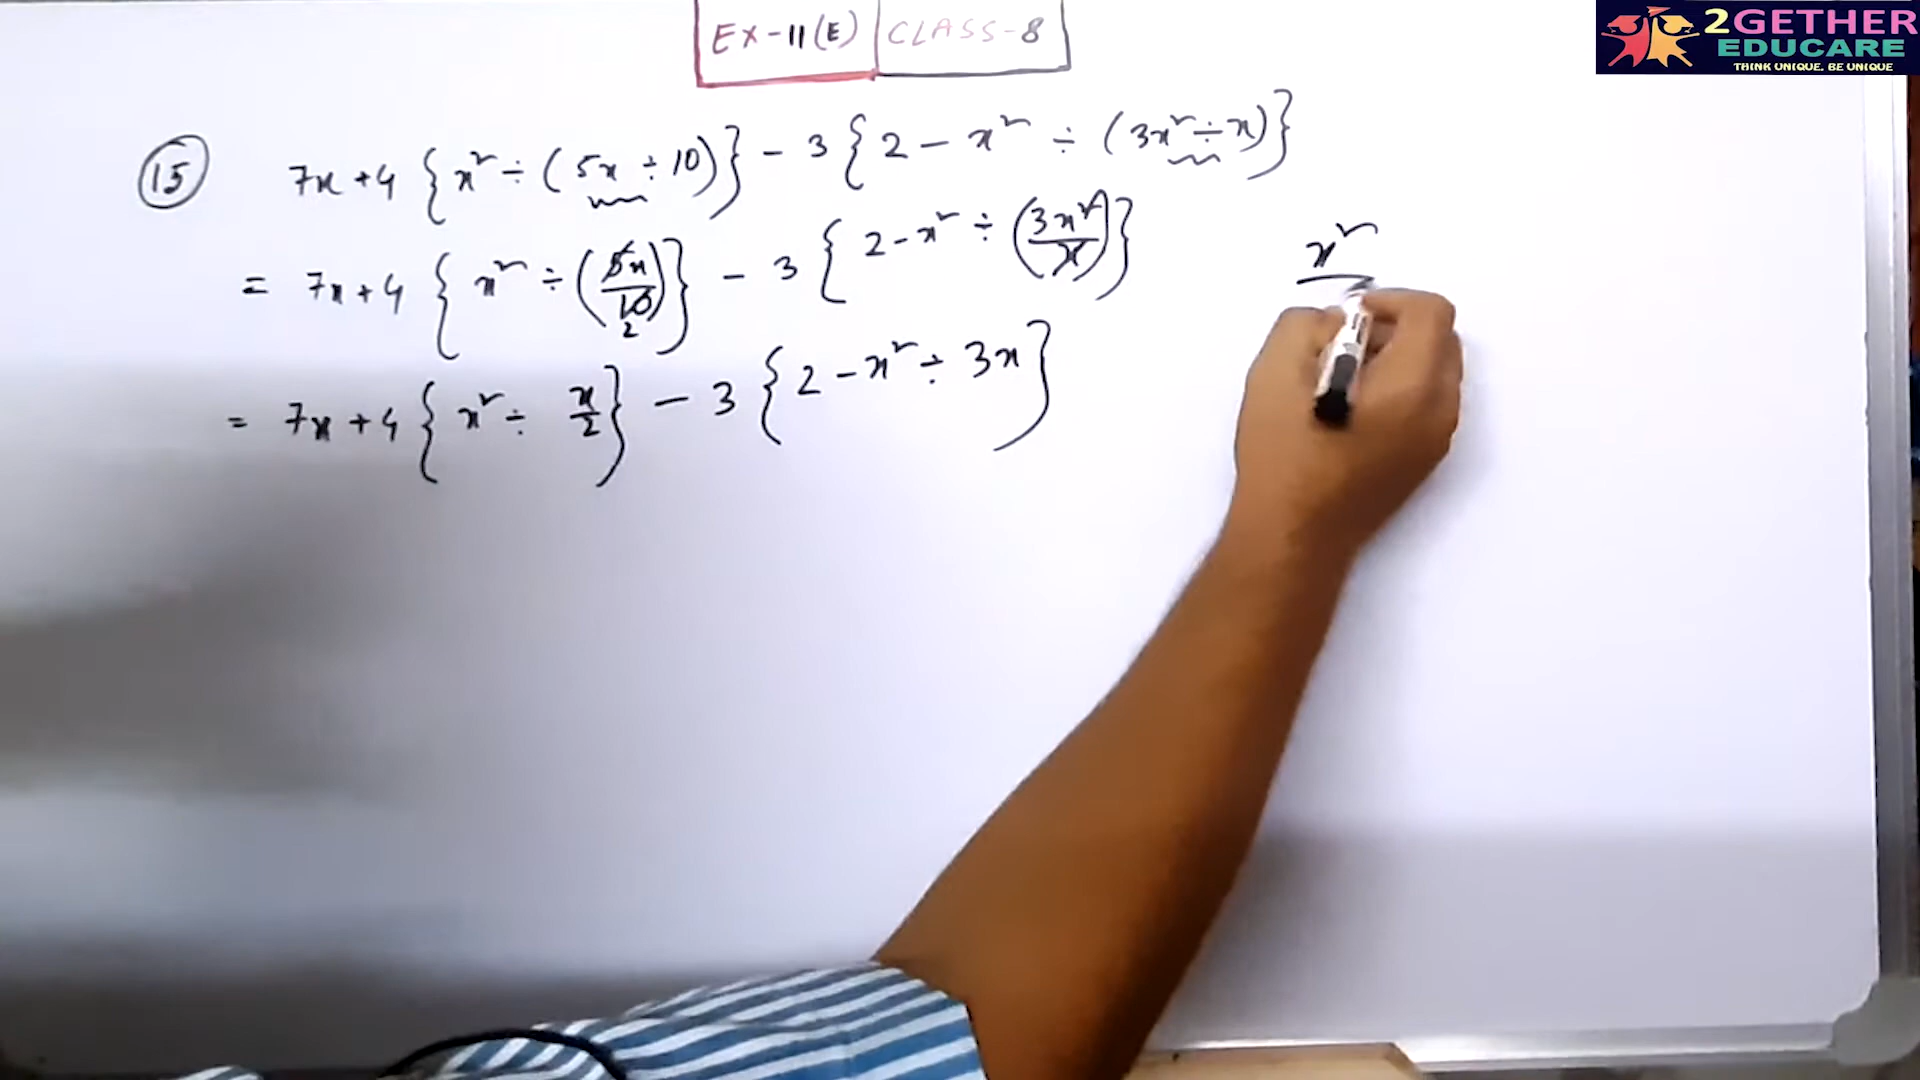 EX-11(E) CLASS-8
2GETHER
EDUCARE
THINK UNIQUE. BE UNIQUE
15 7x+4 {x² ÷ (5x ÷ 10)} - 3 {2 - x² ÷ (3x² ÷ x)}
= 7x+4 {x² ÷ (5x/10)} - 3 {2 - x² ÷ (3x²/x)}
2
= 7x+4 {x² ÷ x/2} - 3 {2 - x² ÷ 3x}
x²